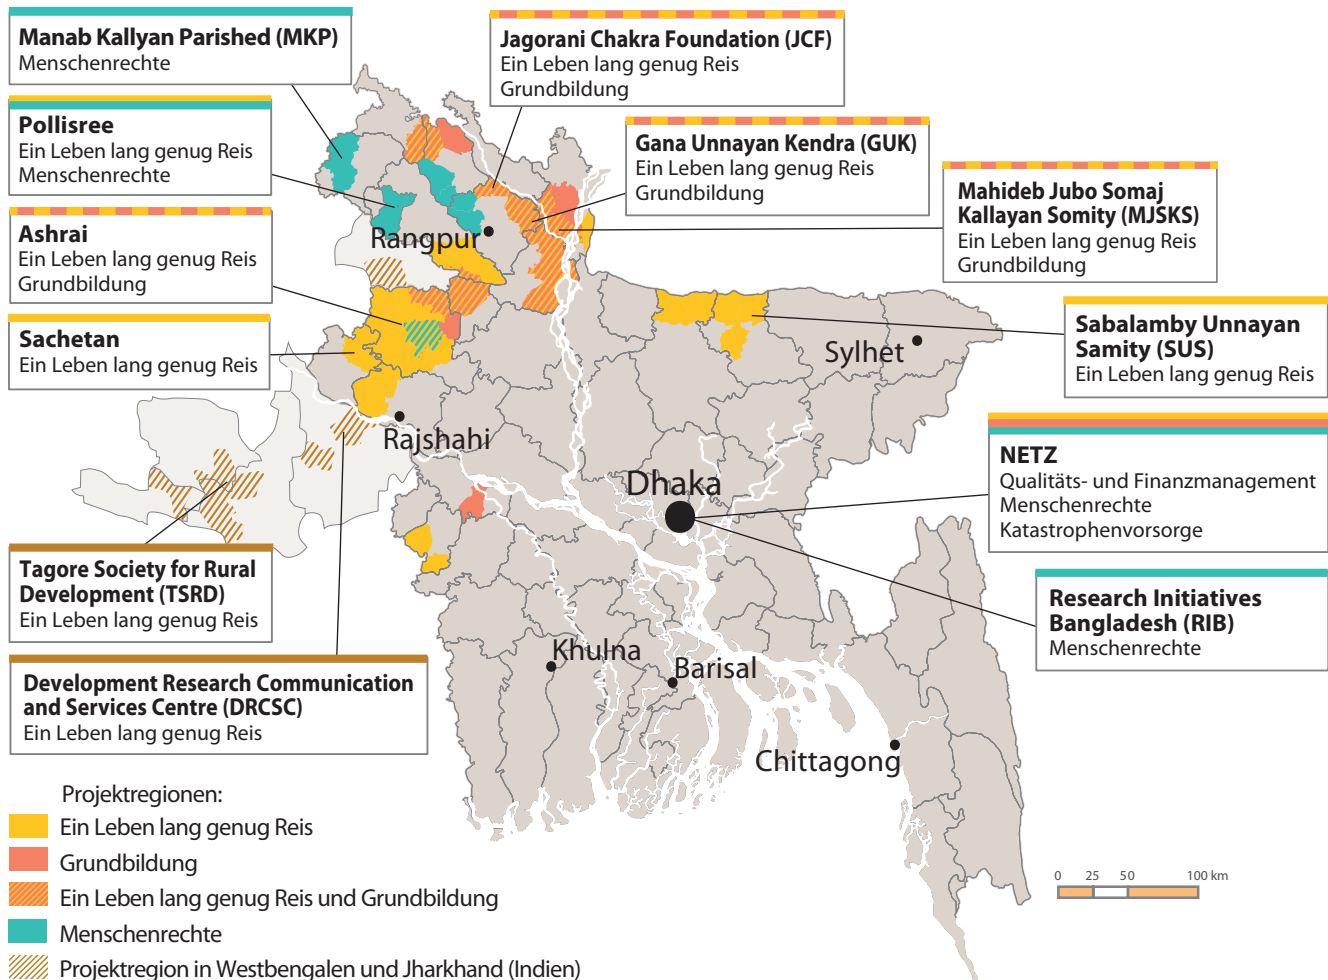 Manab Kallyan Parished (MKP)
Menschenrechte
Jagorani Chakra Foundation (JCF)
Ein Leben lang genug Reis
Grundbildung
Pollisree
Ein Leben lang genug Reis
Menschenrechte
Gana Unnayan Kendra (GUK)
Ein Leben lang genug Reis
Grundbildung
Mahideb Jubo Somaj
Kallayan Somity (MJSKS)
Ein Leben lang genug Reis
Grundbildung
Ashrai
Ein Leben lang genug Reis
Grundbildung
Rangpur
Sachetan
Ein Leben lang genug Reis
Sabalamby Unnayan
Samity (SUS)
Ein Leben lang genug Reis
Sylhet
Rajshahi
Dhaka
NETZ
Qualitäts- und Finanzmanagement
Menschenrechte
Katastrophenvorsorge
Tagore Society for Rural
Development (TSRD)
Ein Leben lang genug Reis
Research Initiatives
Bangladesh (RIB)
Menschenrechte
Khulna
Barisal
Development Research Communication
and Services Centre (DRCSC)
Ein Leben lang genug Reis
Chittagong
Projektregionen:
Ein Leben lang genug Reis
Grundbildung
Ein Leben lang genug Reis und Grundbildung
Menschenrechte
Projektregion in Westbengalen und Jharkhand (Indien)
0 25 50 100 km